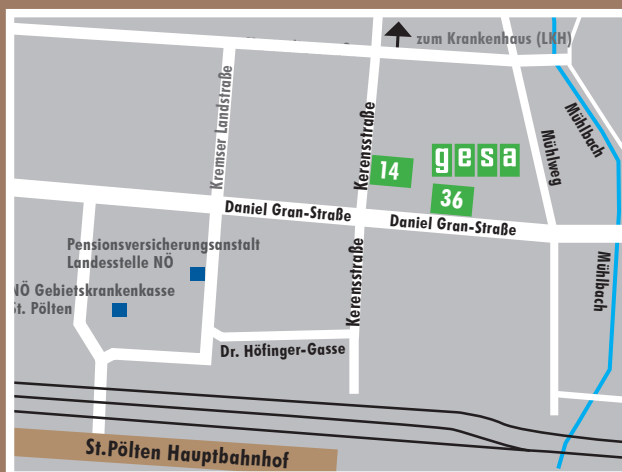 zum Krankenhaus (LKH)
Kremser Landstraße
Kerensstraße
14
gesa
36
Mühlweg
Mühlbach
Daniel Gran-Straße
Daniel Gran-Straße
Pensionsversicherungsanstalt
Landesstelle NÖ
NÖ Gebietskrankenkasse
St. Pölten
Kerensstraße
Mühlbach
Dr. Höfinger-Gasse
St.Pölten Hauptbahnhof